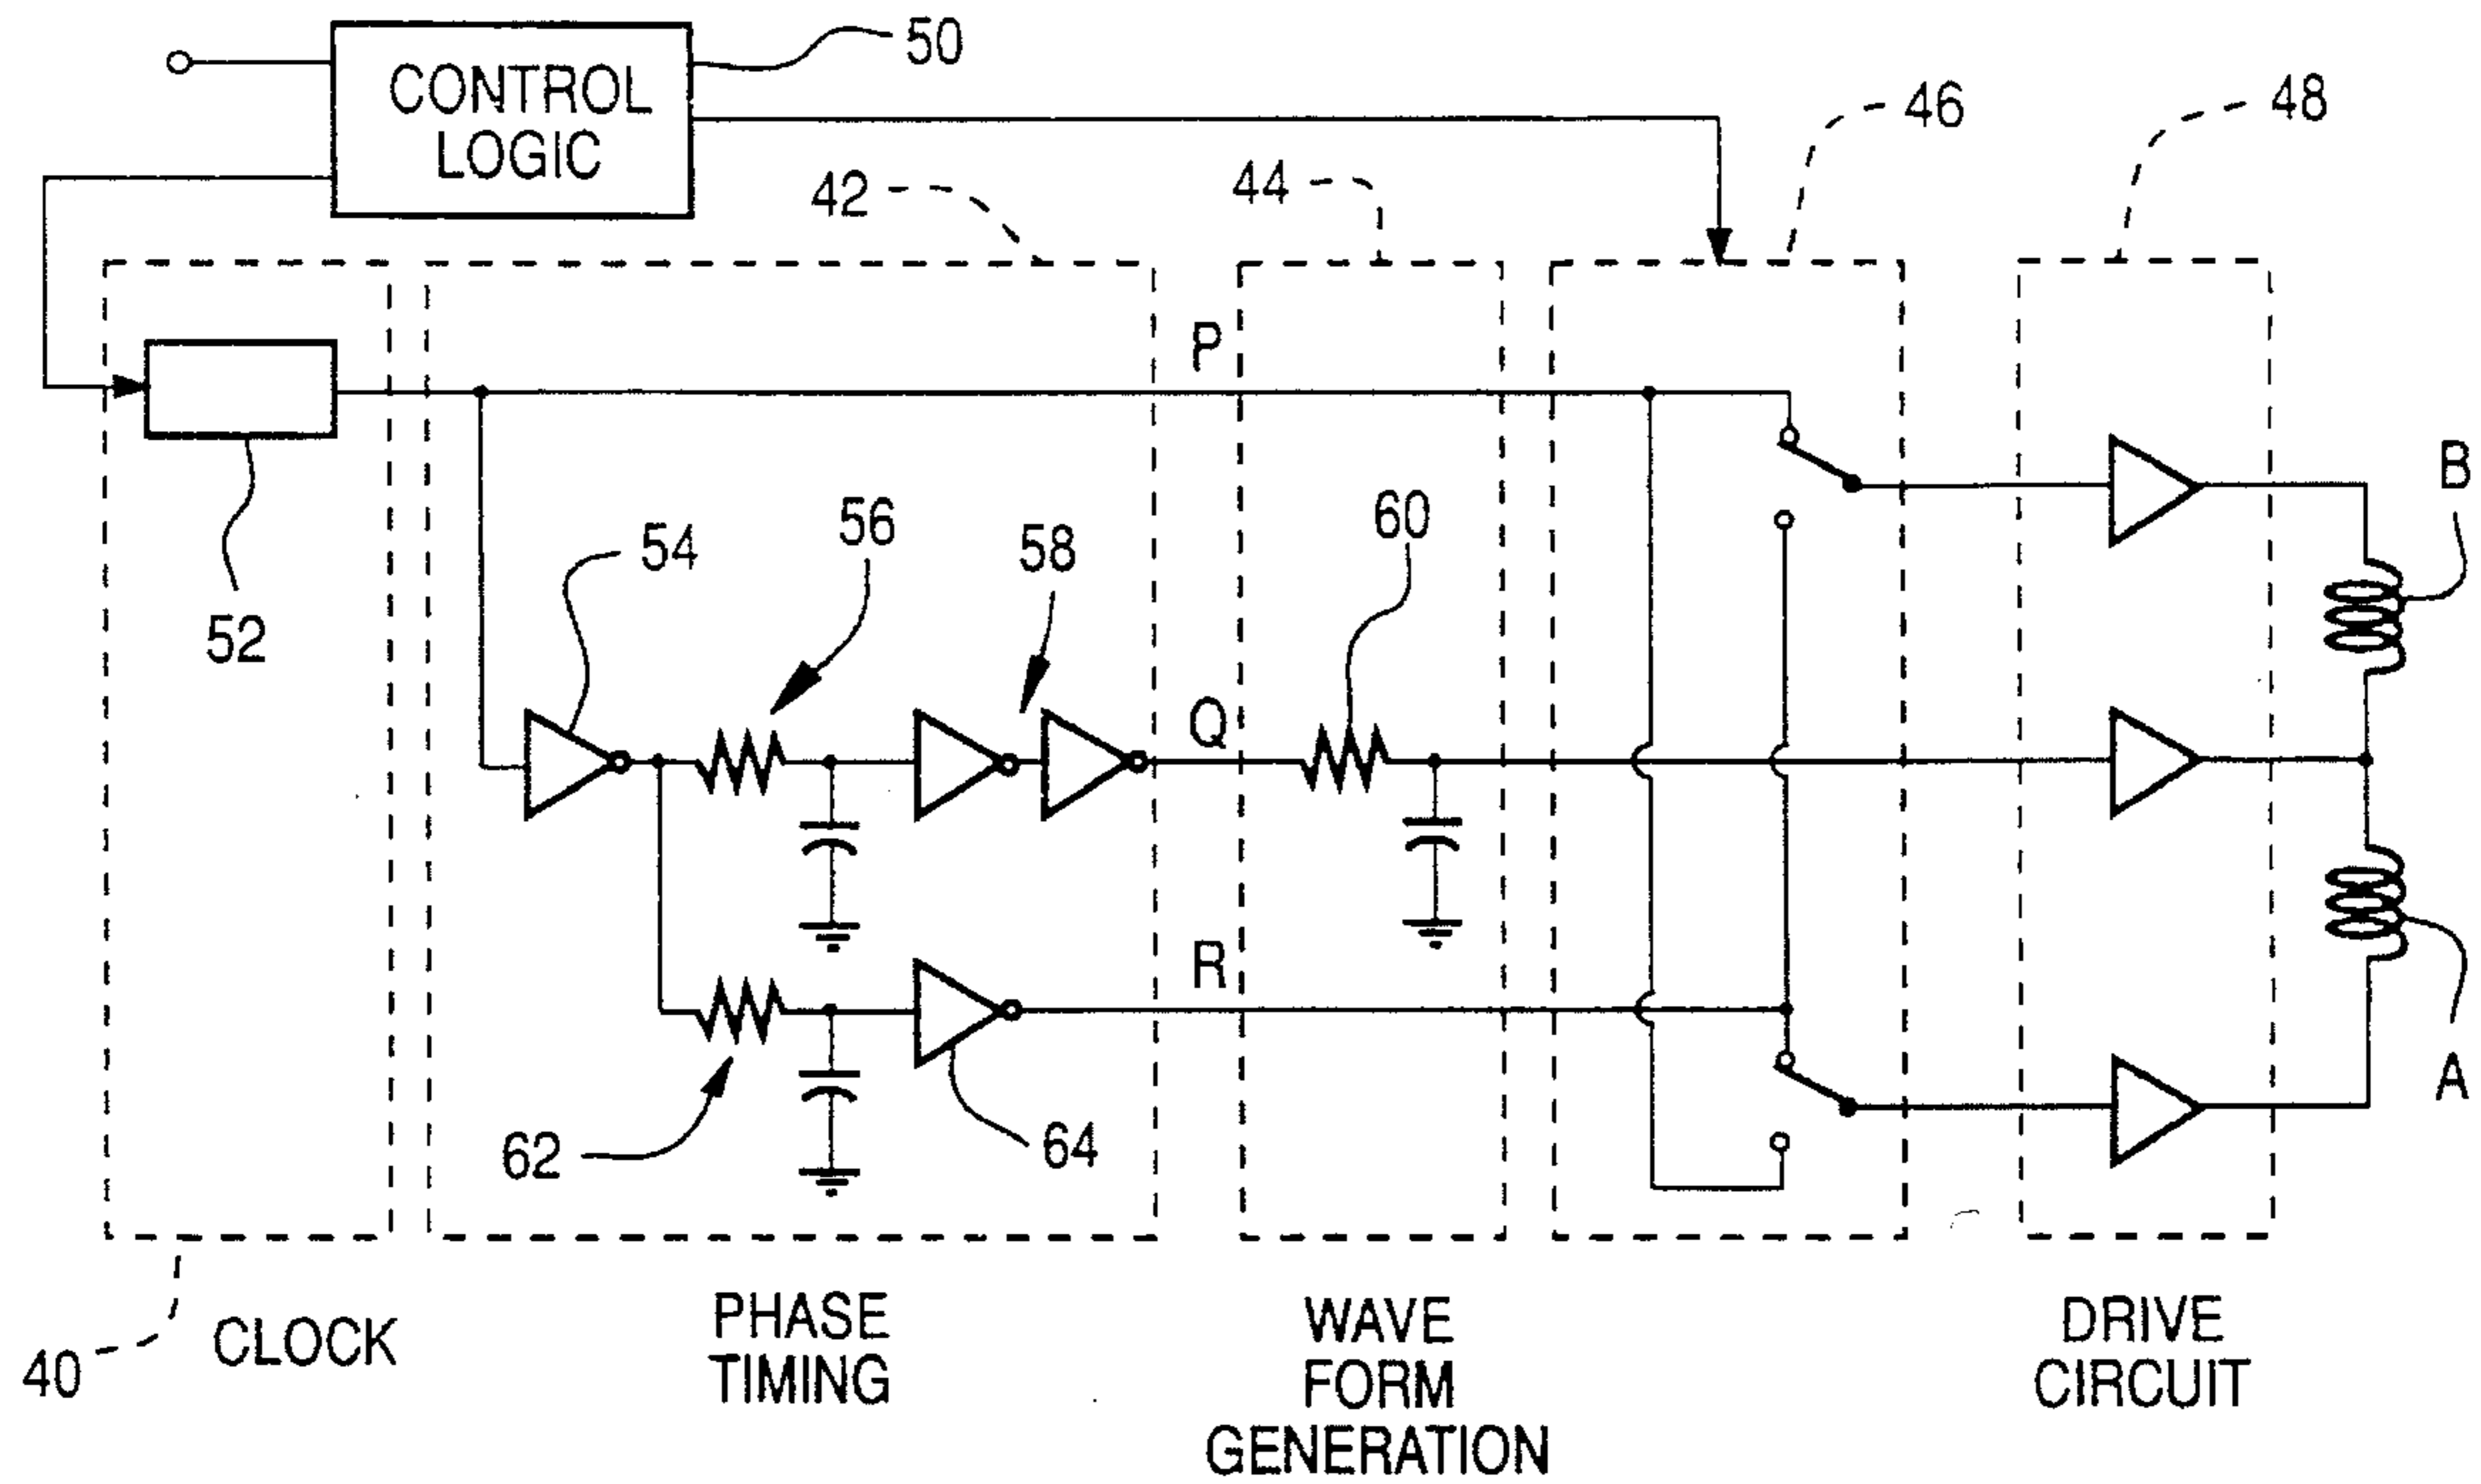 50
CONTROL
LOGIC
46
48
42
44
P
B
56
60
54
58
52
Q
R
A
62
64
40
CLOCK
PHASE
TIMING
WAVE
FORM
GENERATION
DRIVE
CIRCUIT